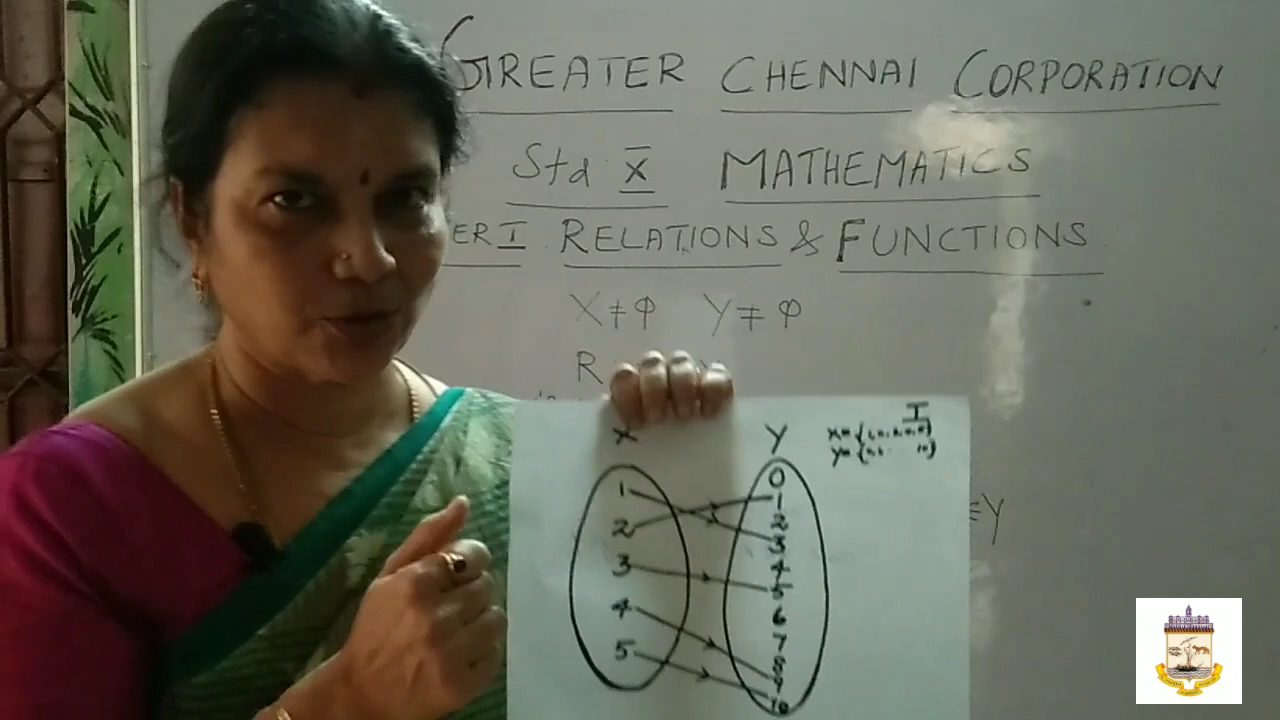 GREATER CHENNAI CORPORATION
Std X MATHEMATICS
ER I RELATIONS & FUNCTIONS
X ≠ φ Y ≠ φ
R
I
X Y
1
2
3
4
5
0
1
2
3
4
5
6
7
8
9
10
Y